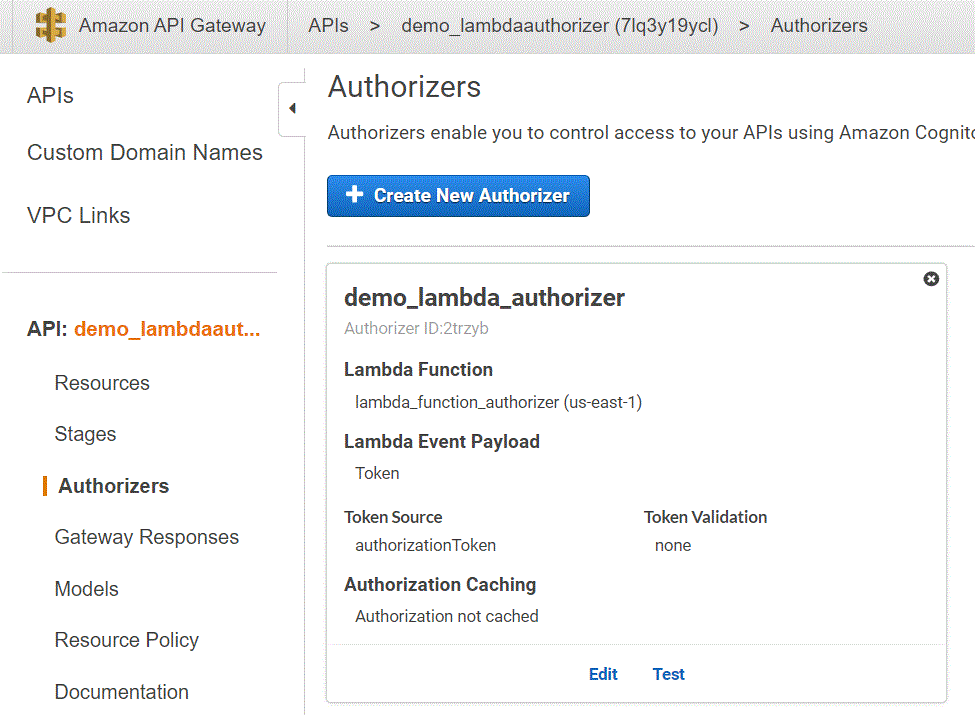 Amazon API Gateway
APIs > demo_lambdaauthorizer (7lq3y19ycl) > Authorizers
APIs
Custom Domain Names
VPC Links
API: demo_lambdaaut...
Resources
Stages
Authorizers
Gateway Responses
Models
Resource Policy
Documentation
Authorizers
Authorizers enable you to control access to your APIs using Amazon Cognito
Create New Authorizer
demo_lambda_authorizer
Authorizer ID:2trzyb
Lambda Function
lambda_function_authorizer (us-east-1)
Lambda Event Payload
Token
Token Source
authorizationToken
Token Validation
none
Authorization Caching
Authorization not cached
Edit Test